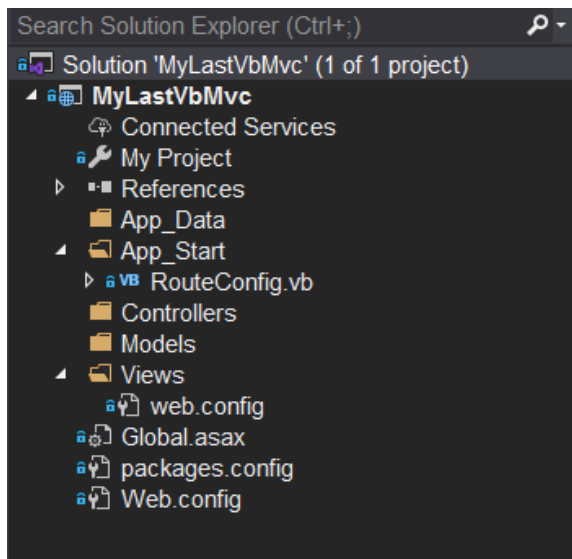 Search Solution Explorer (Ctrl+;)
Solution 'MyLastVbMvc' (1 of 1 project)
MyLastVbMvc
Connected Services
My Project
References
App_Data
App_Start
VB RouteConfig.vb
Controllers
Models
Views
web.config
Global.asax
packages.config
Web.config